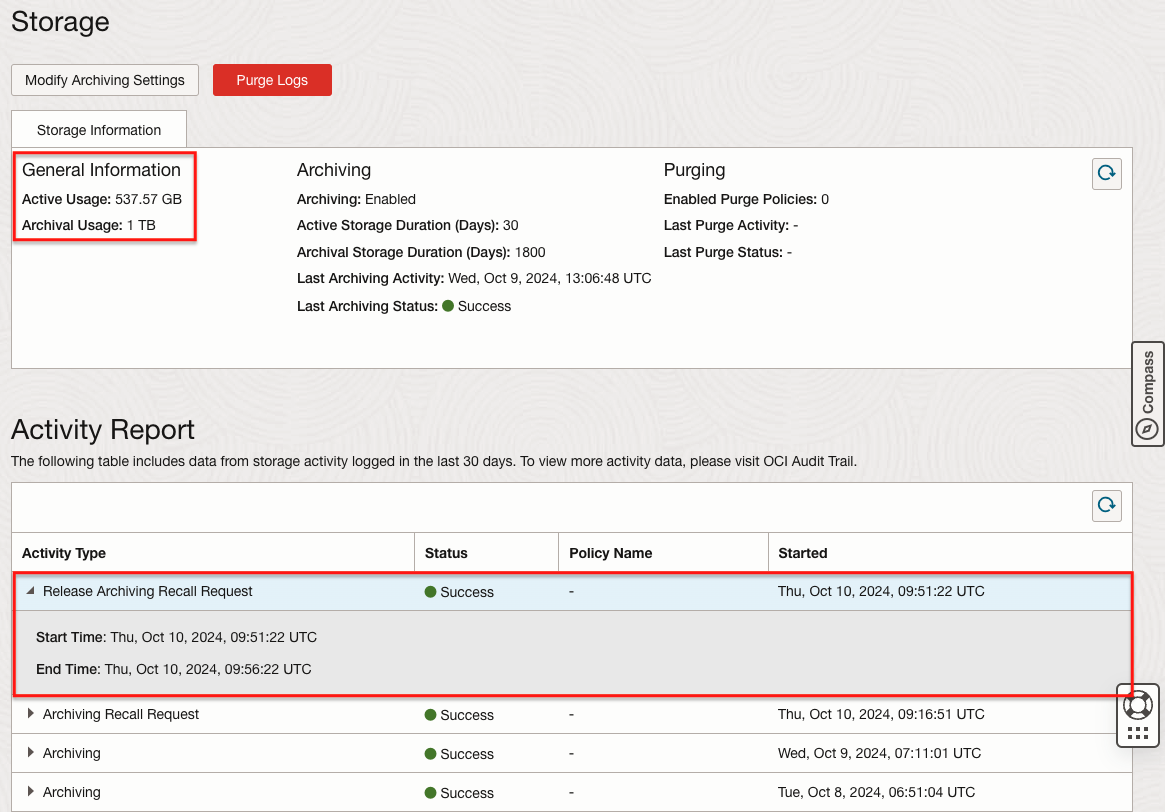 Storage
Modify Archiving Settings
Purge Logs
Storage Information
General Information
Active Usage: 537.57 GB
Archival Usage: 1 TB
Archiving
Archiving: Enabled
Active Storage Duration (Days): 30
Archival Storage Duration (Days): 1800
Last Archiving Activity: Wed, Oct 9, 2024, 13:06:48 UTC
Last Archiving Status: Success
Purging
Enabled Purge Policies: 0
Last Purge Activity: -
Last Purge Status: -
Compass
Activity Report
The following table includes data from storage activity logged in the last 30 days. To view more activity data, please visit OCI Audit Trail.
Activity Type Status Policy Name Started
Release Archiving Recall Request Success - Thu, Oct 10, 2024, 09:51:22 UTC
Start Time: Thu, Oct 10, 2024, 09:51:22 UTC
End Time: Thu, Oct 10, 2024, 09:56:22 UTC
Archiving Recall Request Success - Thu, Oct 10, 2024, 09:16:51 UTC
Archiving Success - Wed, Oct 9, 2024, 07:11:01 UTC
Archiving Success - Tue, Oct 8, 2024, 06:51:04 UTC